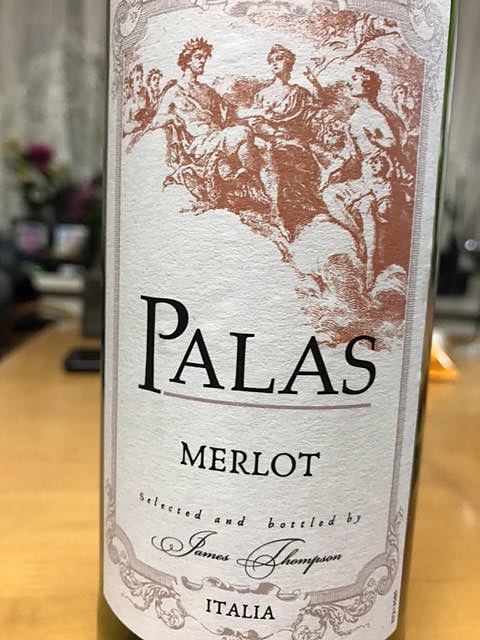 PALAS
MERLOT
Selected and bottled by
James Thompson
ITALIA